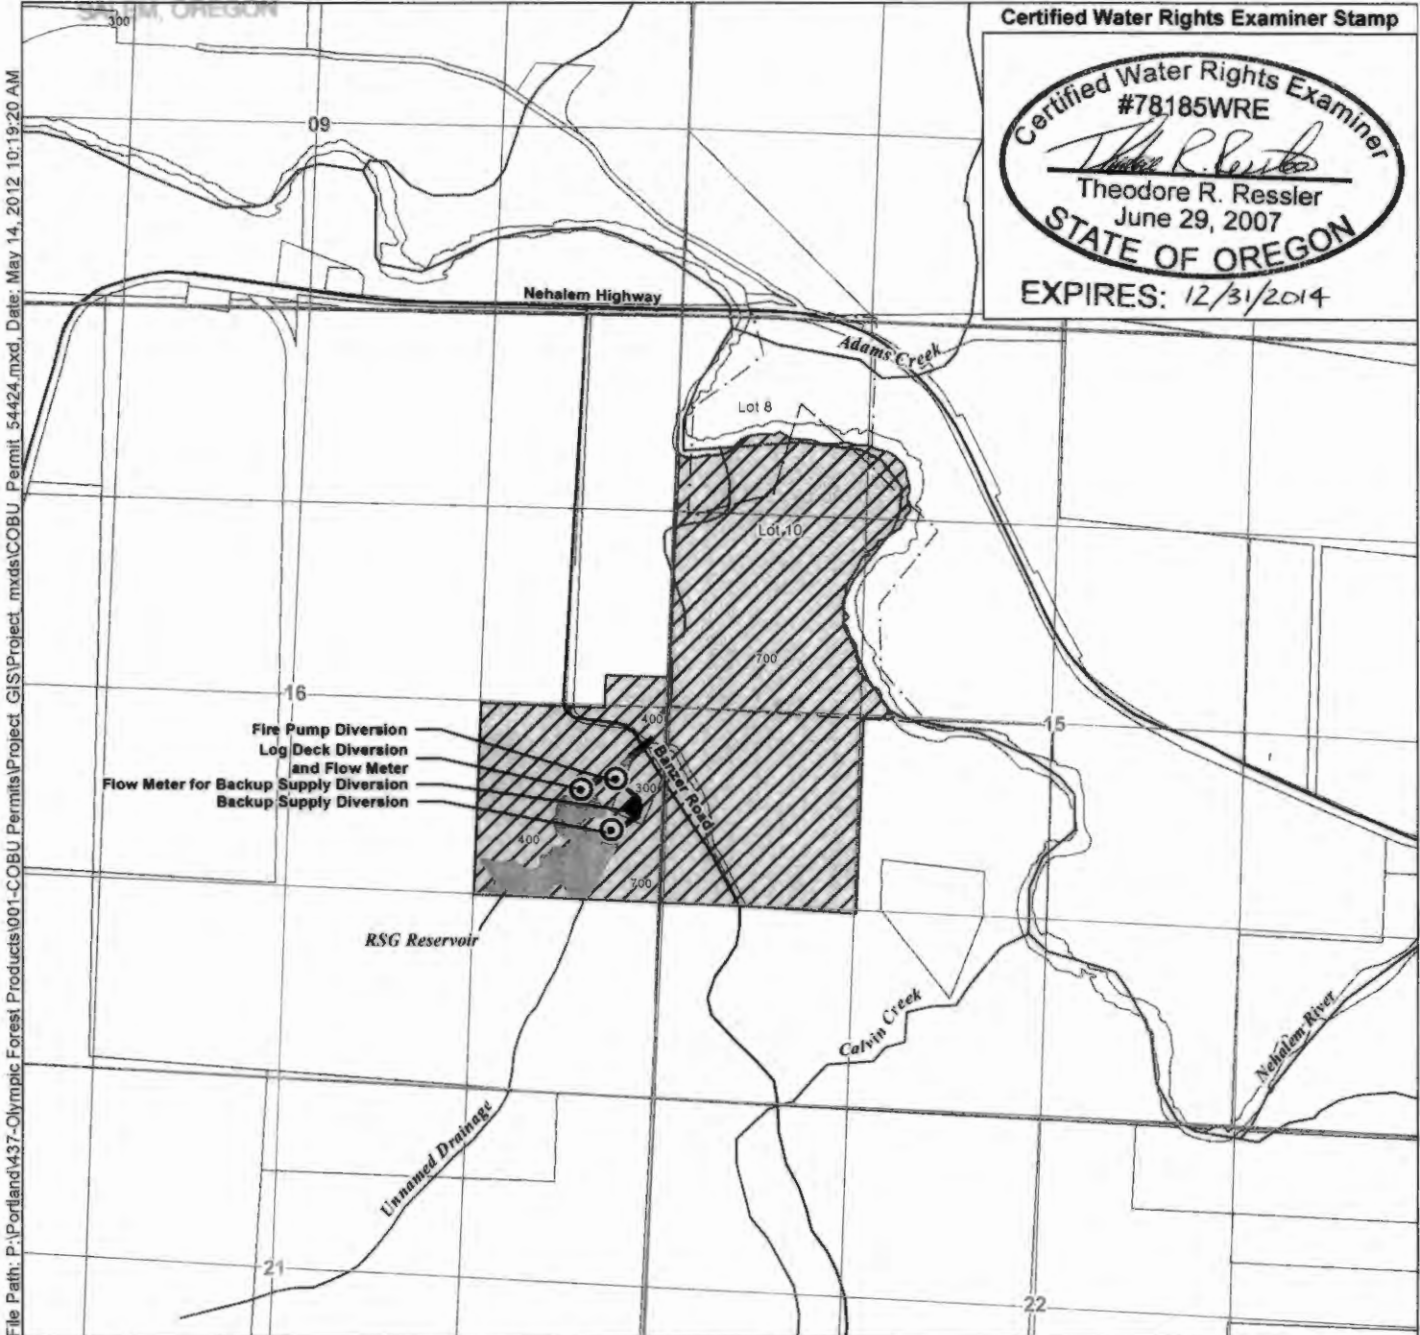 SALEM, OREGON
300
Certified Water Rights Examiner Stamp
Certified Water Rights Examiner
#78185WRE
Theodore R. Ressler
June 29, 2007
STATE OF OREGON
EXPIRES: 12/31/2014
File Path: P:\Portland\437-Olympic Forest Products\001-COBU Permits\Project_GIS\Project_mxds\COBU_Permit_54424.mxd, Date: May 14, 2012 10:19:20 AM
09
Nehalem Highway
Adams Creek
Lot 8
Lot 10
700
16
15
400
Fire Pump Diversion
Log Deck Diversion
and Flow Meter
Flow Meter for Backup Supply Diversion
Backup Supply Diversion
300
Banzer Road
400
700
RSG Reservoir
Calvin Creek
Nehalem River
Unnamed Drainage
21
22